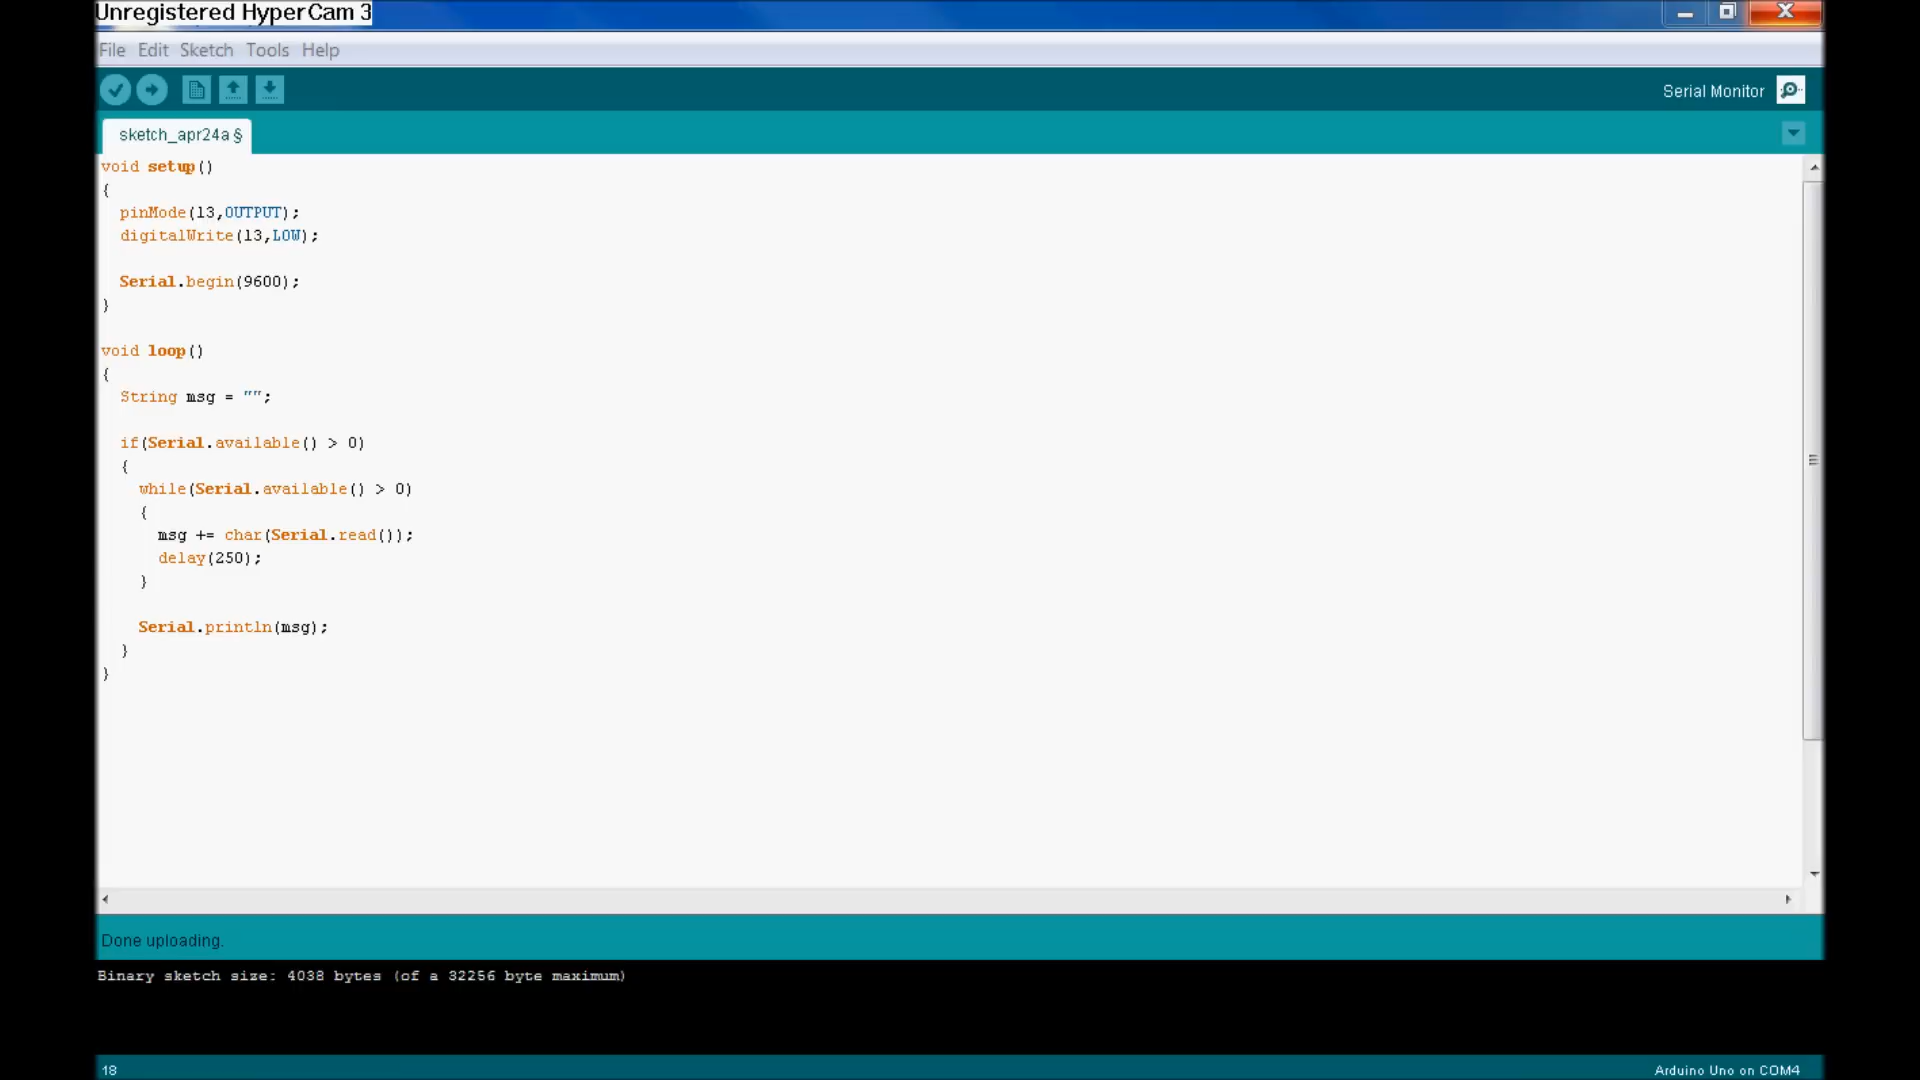 Unregistered HyperCam 3
File Edit Sketch Tools Help
Serial Monitor
sketch_apr24a §
void setup()
{
  pinMode(13,OUTPUT);
  digitalWrite(13,LOW);
  Serial.begin(9600);
}
void loop()
{
  String msg = "";
  if(Serial.available() > 0)
  {
    while(Serial.available() > 0)
    {
      msg += char(Serial.read());
      delay(250);
    }
    Serial.println(msg);
  }
}
Done uploading.
Binary sketch size: 4038 bytes (of a 32256 byte maximum)
18
Arduino Uno on COM4